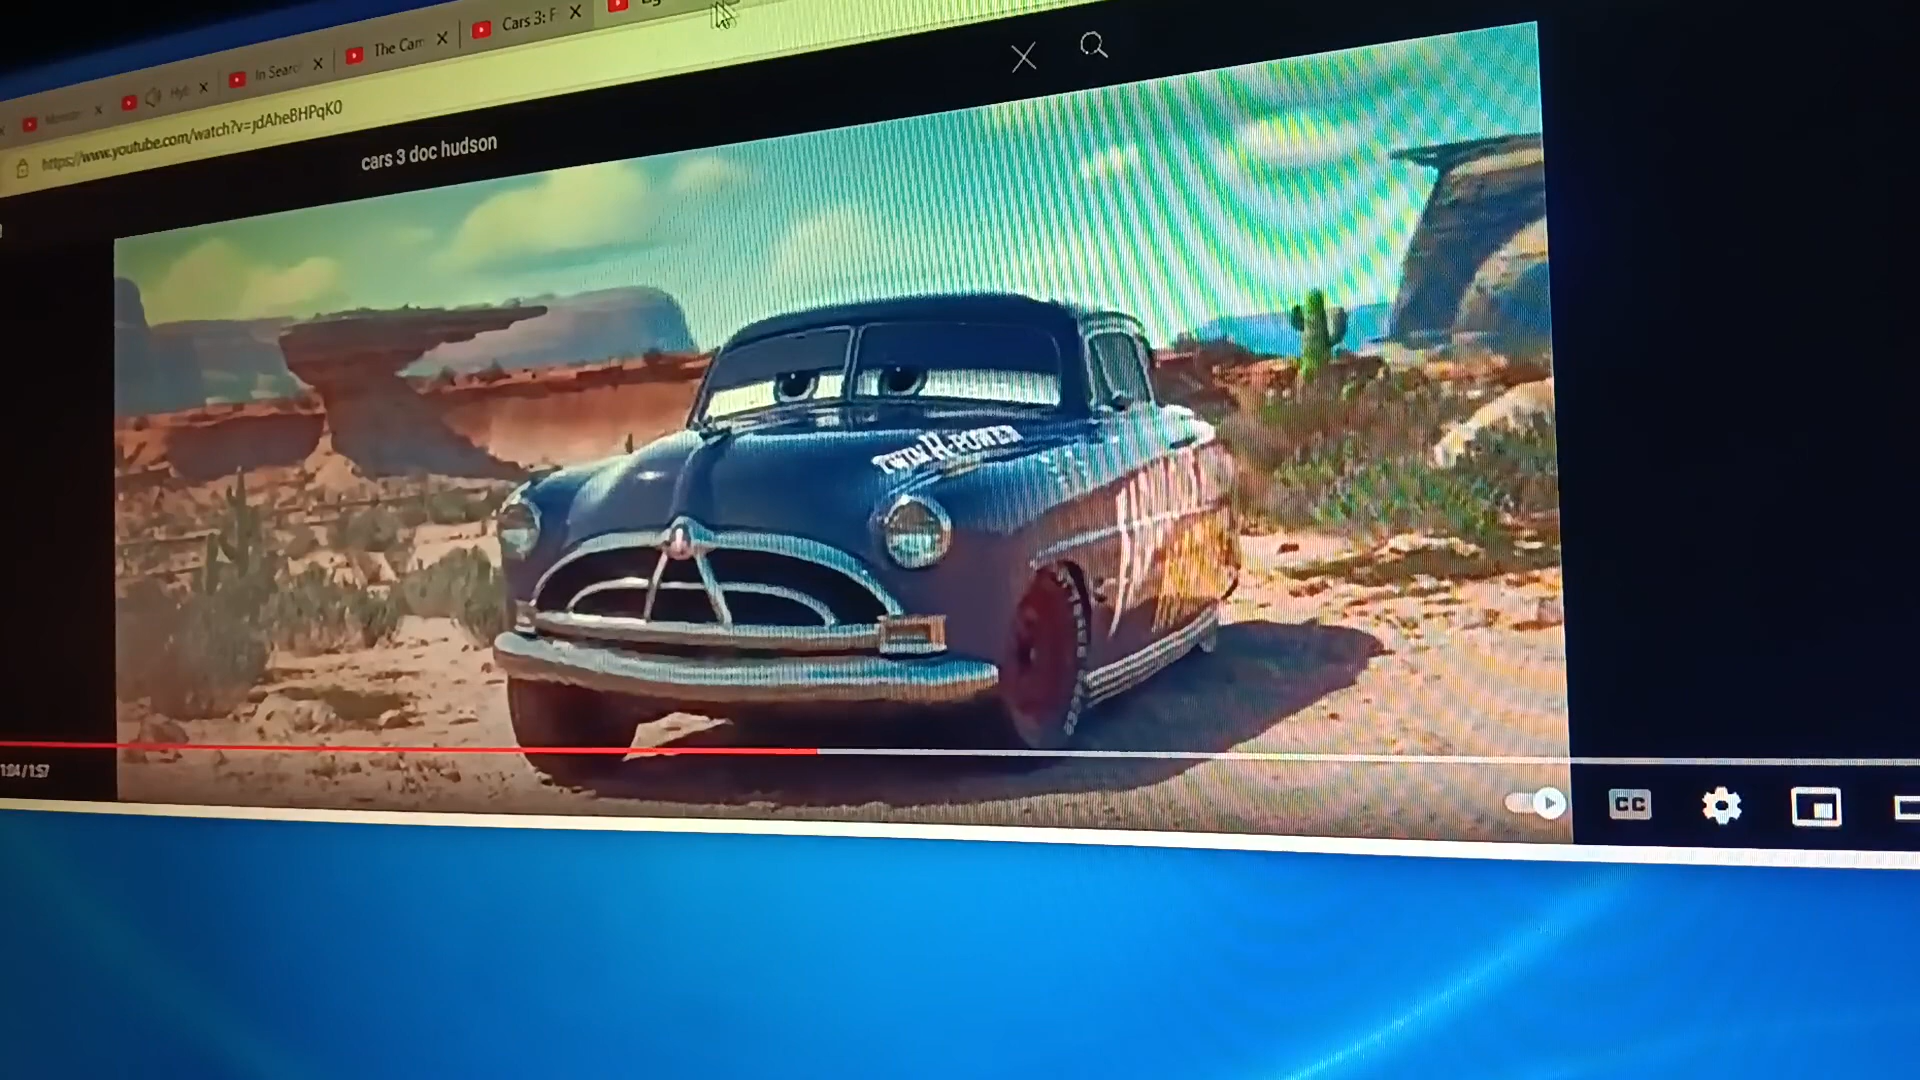 The Cam
Cars 3: F
In Searc
https://www.youtube.com/watch?v=jdAhe8HPqK0
cars 3 doc hudson
TWIN H-POWER
1:04 / 1:57
CC